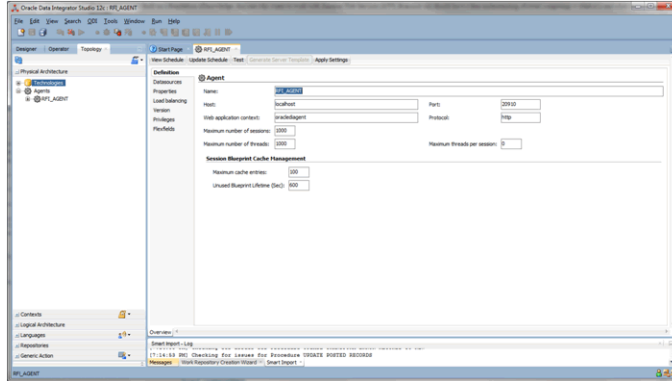 Oracle Data Integrator Studio 12c : RFI_AGENT
File Edit View Search ODI Tools Window Run Help
Designer Operator Topology
Start Page RFI_AGENT
View Schedule Update Schedule Test Generate Server Template Apply Settings
Physical Architecture
Technologies
Agents
RFI_AGENT
Definition
Datasources
Properties
Load balancing
Version
Privileges
Flexfields
Agent
Name: RFI_AGENT
Host: localhost Port: 20910
Web application context: oraclediagent Protocol: http
Maximum number of sessions: 1000
Maximum number of threads: 1000 Maximum threads per session: 0
Session Blueprint Cache Management
Maximum cache entries: 100
Unused Blueprint Lifetime (Sec): 600
Contexts
Logical Architecture
Languages
Repositories
Generic Action
Overview
Smart Import - Log
[7:16:53 PM] Checking for issues for Procedure UPDATE POSTED RECORDS
Messages Work Repository Creation Wizard Smart Import
RFI_AGENT